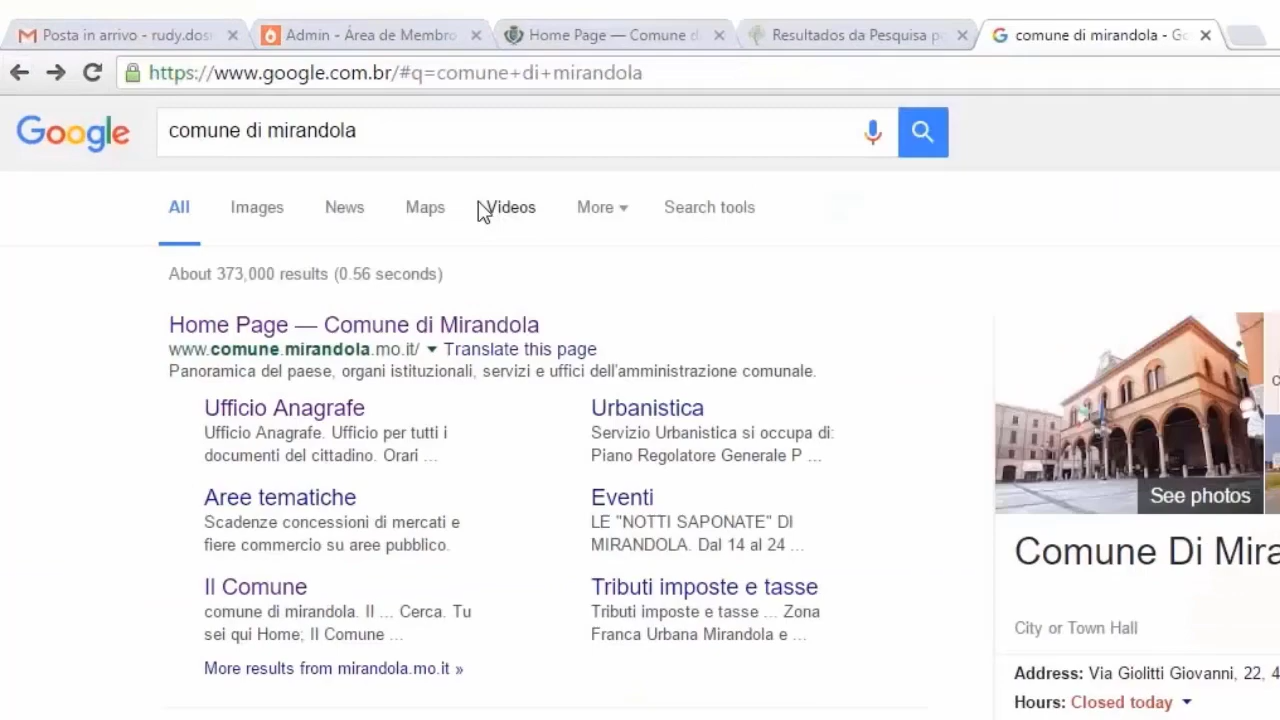 Posta in arrivo - rudy.dos
Admin - Área de Membro
Home Page — Comune d
Resultados da Pesquisa p
comune di mirandola - Go
https://www.google.com.br/#q=comune+di+mirandola
Google
comune di mirandola
All
Images
News
Maps
Videos
More
Search tools
About 373,000 results (0.56 seconds)
Home Page — Comune di Mirandola
www.comune.mirandola.mo.it/ Translate this page
Panoramica del paese, organi istituzionali, servizi e uffici dell'amministrazione comunale.
Ufficio Anagrafe
Ufficio Anagrafe. Ufficio per tutti i
documenti del cittadino. Orari ...
Urbanistica
Servizio Urbanistica si occupa di:
Piano Regolatore Generale P ...
Aree tematiche
Scadenze concessioni di mercati e
fiere commercio su aree pubblico.
Eventi
LE "NOTTI SAPONATE" DI
MIRANDOLA. Dal 14 al 24 ...
Il Comune
comune di mirandola. Il ... Cerca. Tu
sei qui Home; Il Comune ...
Tributi imposte e tasse
Tributi imposte e tasse ... Zona
Franca Urbana Mirandola e ...
More results from mirandola.mo.it »
See photos
Comune Di Mira
City or Town Hall
Address: Via Giolitti Giovanni, 22, 4
Hours: Closed today